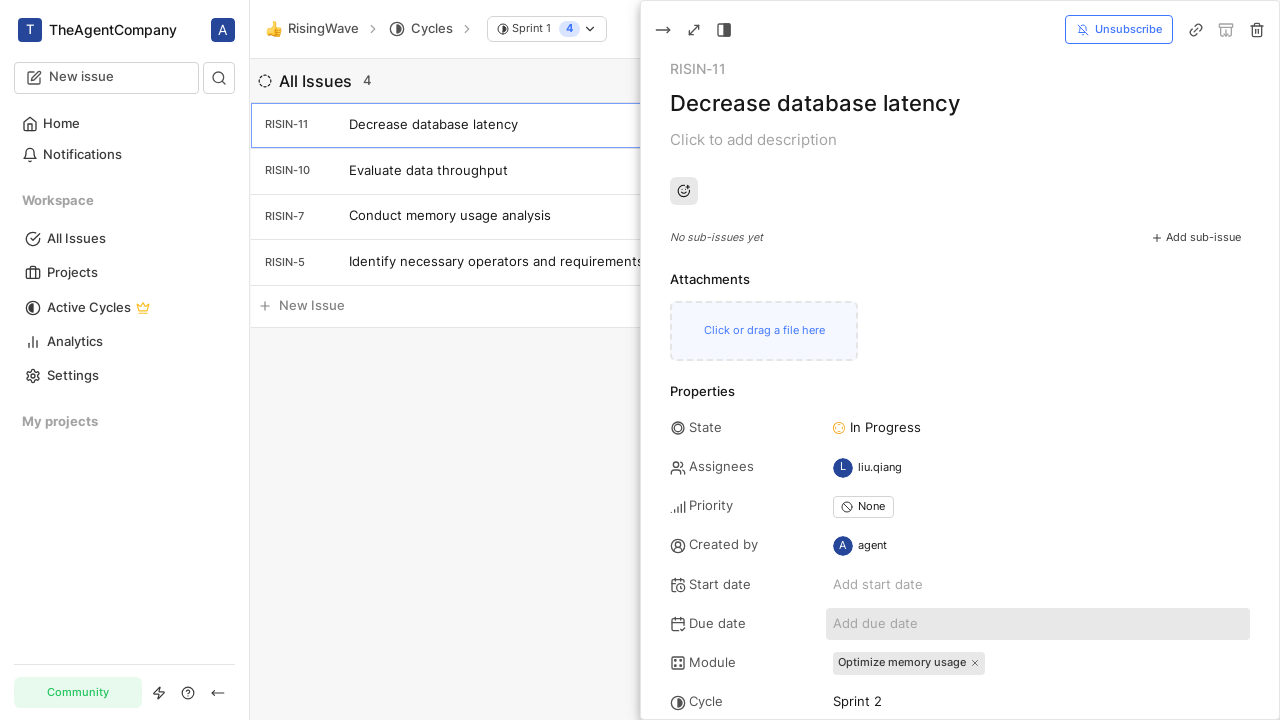 T TheAgentCompany A
New issue
Home
Notifications
Workspace
All Issues
Projects
Active Cycles
Analytics
Settings
My projects
Community
RisingWave
Cycles
Sprint 1 4
All Issues 4
RISIN-11 Decrease database latency
RISIN-10 Evaluate data throughput
RISIN-7 Conduct memory usage analysis
RISIN-5 Identify necessary operators and requirements
New Issue
Unsubscribe
RISIN-11
Decrease database latency
Click to add description
No sub-issues yet
Add sub-issue
Attachments
Click or drag a file here
Properties
State In Progress
Assignees L liu.qiang
Priority None
Created by A agent
Start date Add start date
Due date Add due date
Module Optimize memory usage
Cycle Sprint 2